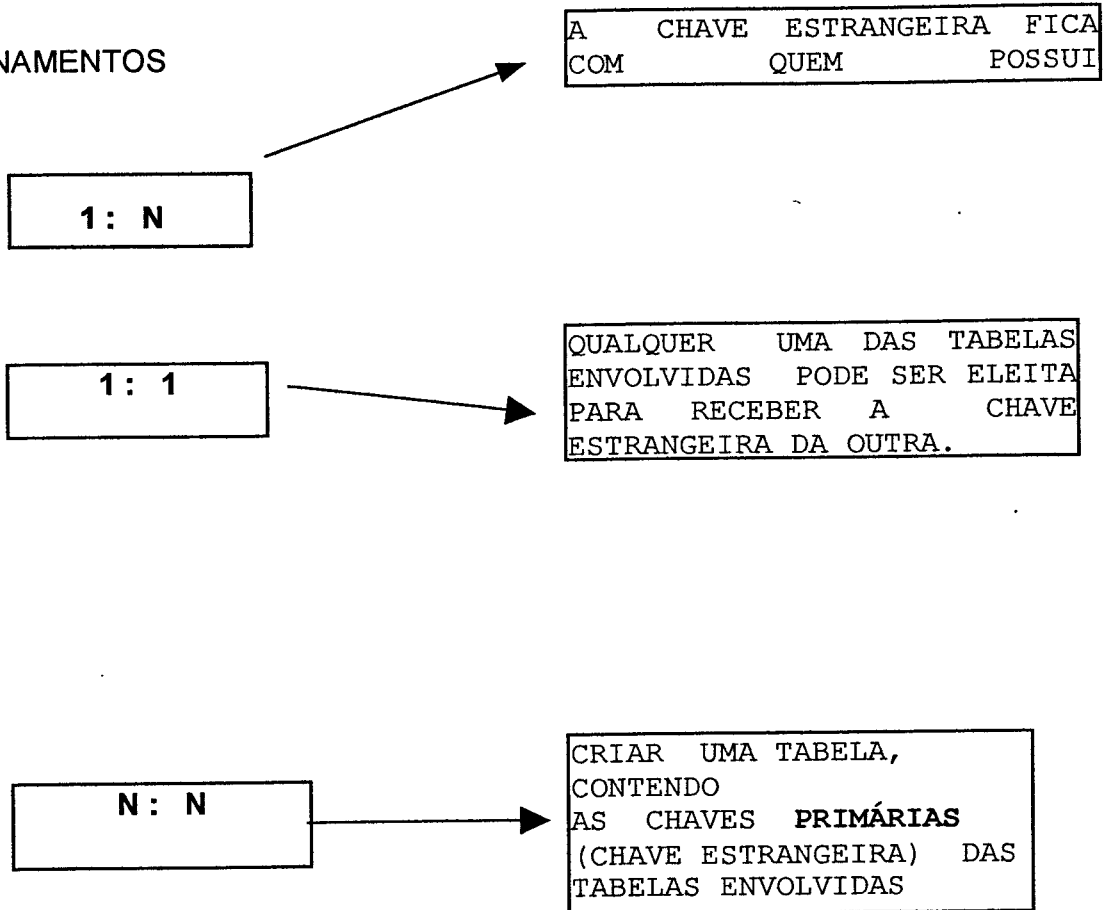 NAMENTOS
A CHAVE ESTRANGEIRA FICA
COM QUEM POSSUI
1: N
1: 1
QUALQUER UMA DAS TABELAS
ENVOLVIDAS PODE SER ELEITA
PARA RECEBER A CHAVE
ESTRANGEIRA DA OUTRA.
N: N
CRIAR UMA TABELA,
CONTENDO
AS CHAVES PRIMÁRIAS
(CHAVE ESTRANGEIRA) DAS
TABELAS ENVOLVIDAS